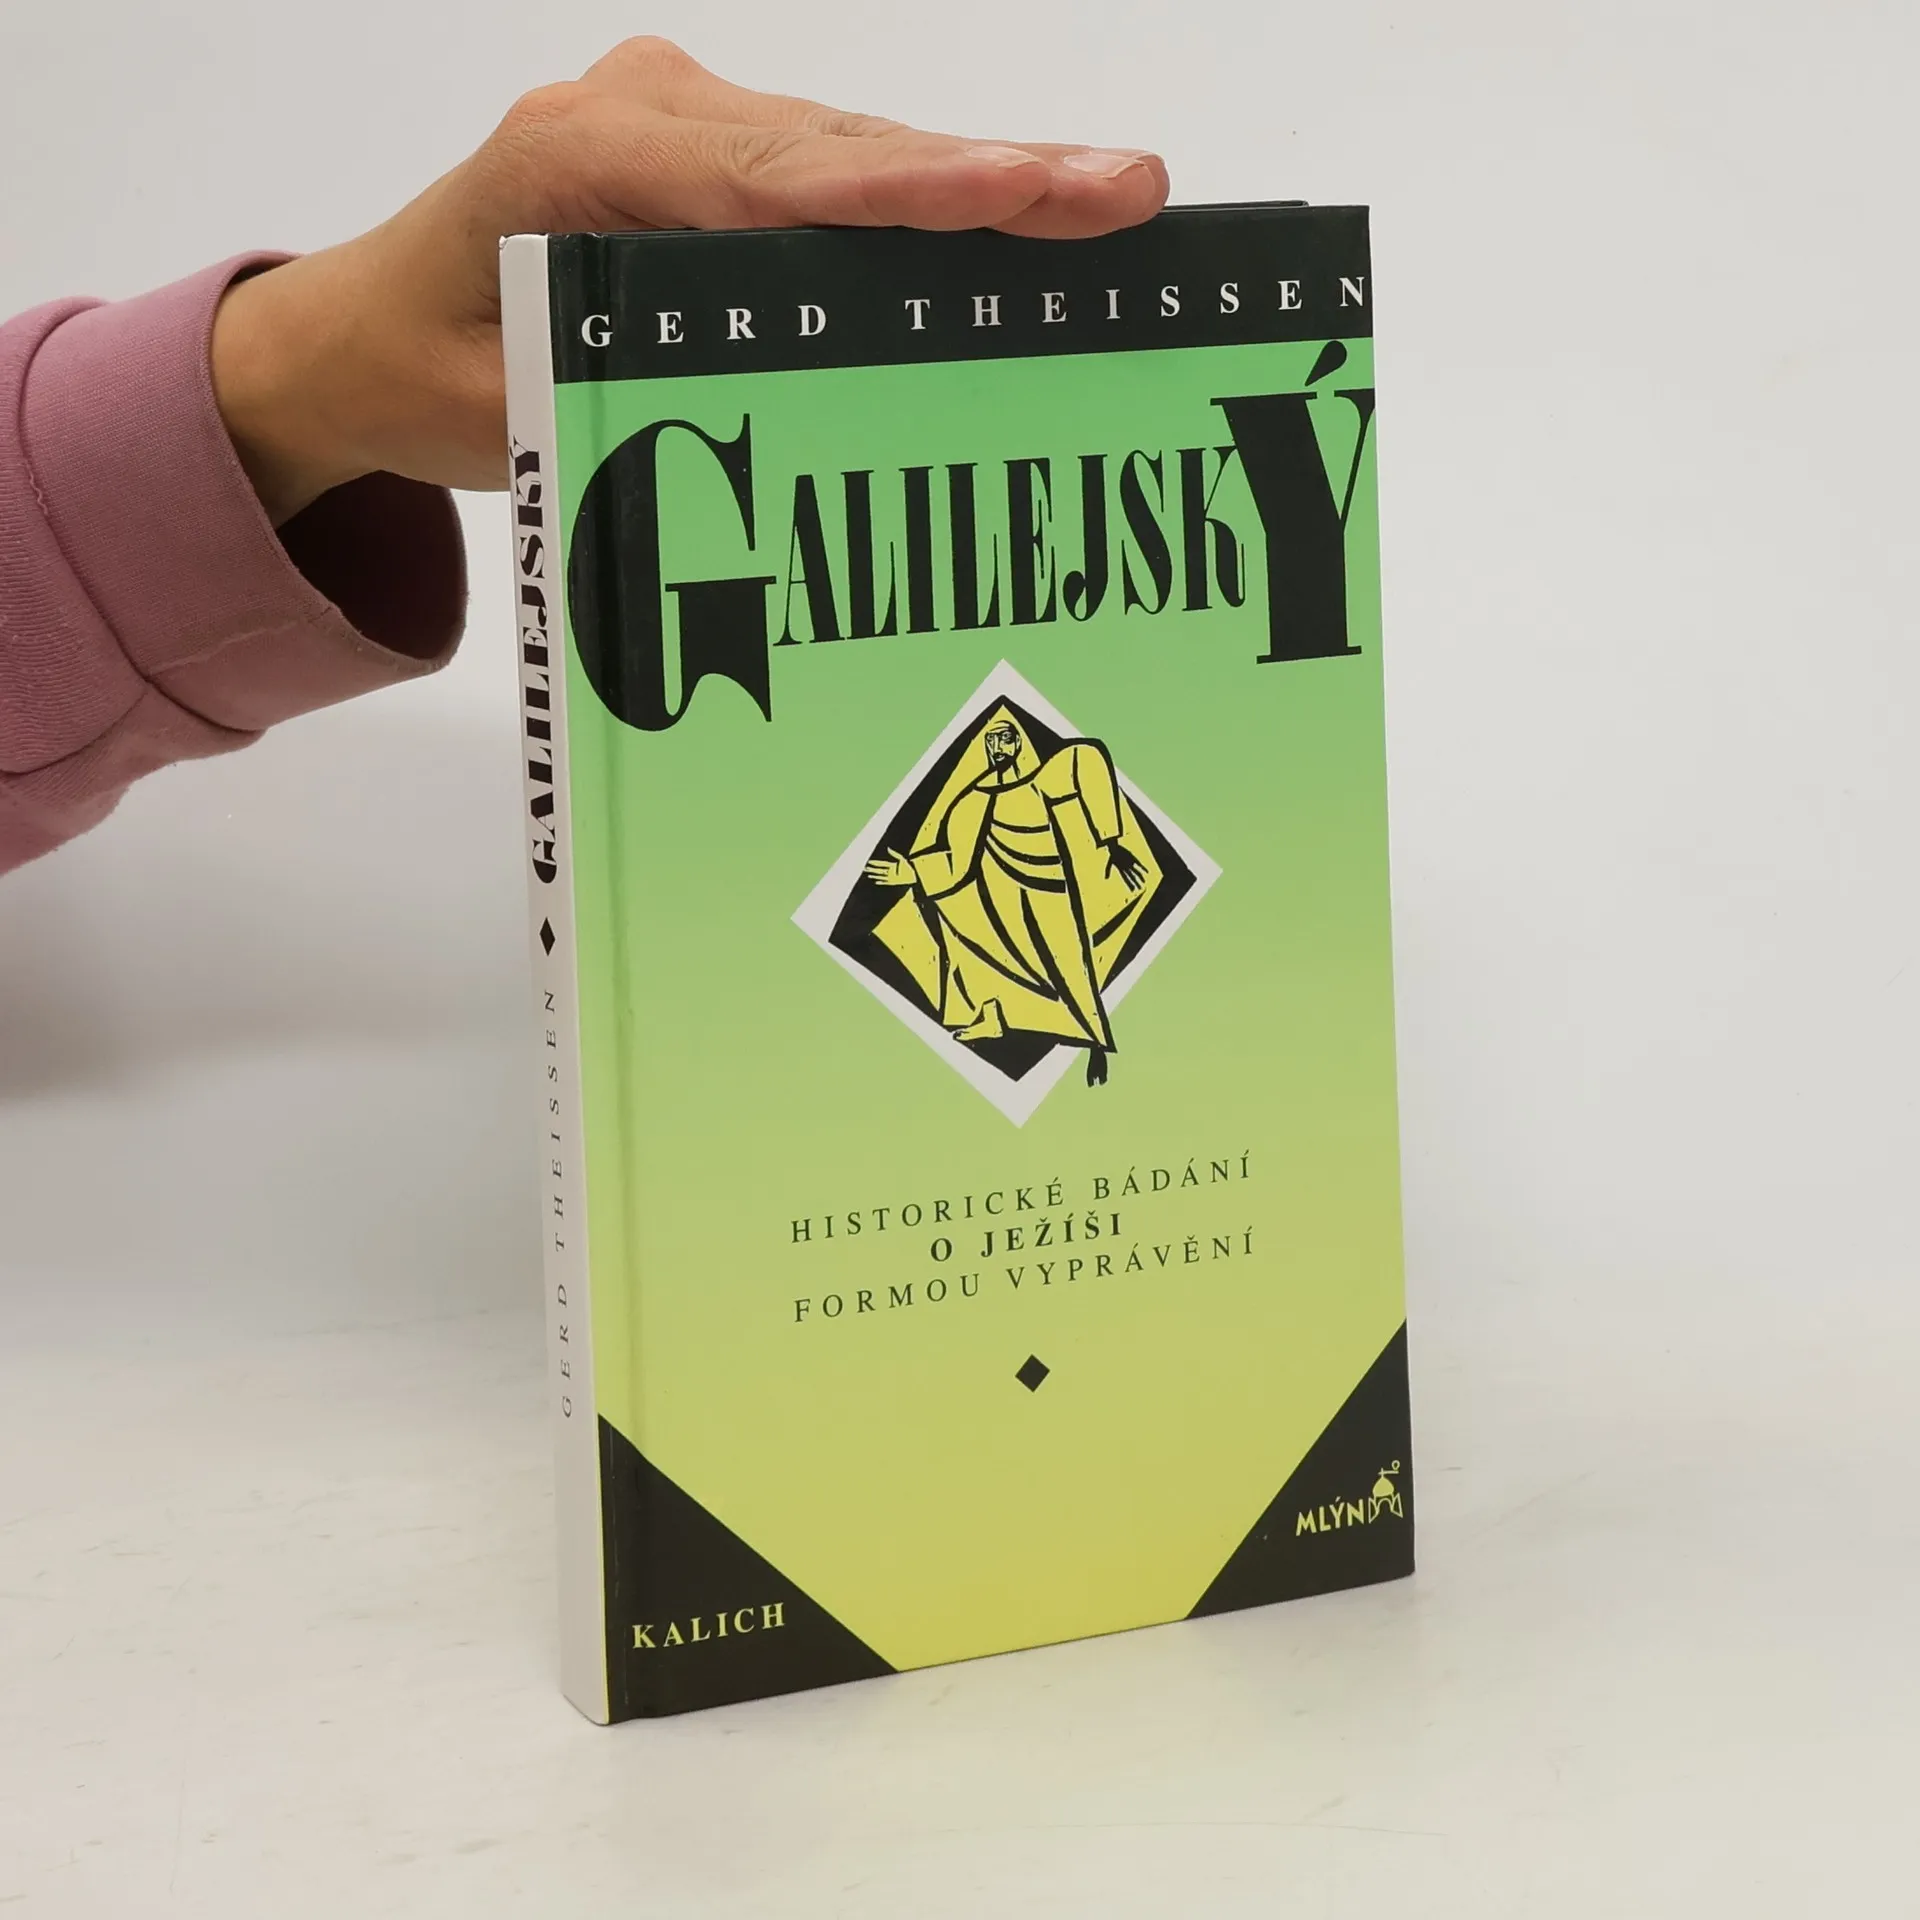 GERD THEISSEN
GALILEJSKÝ
HISTORICKÉ BÁDÁNÍ
O JEŽÍŠI
FORMOU VYPRÁVĚNÍ
KALICH
MLÝN
GERD THEISSEN ◆ GALILEJSKÝ